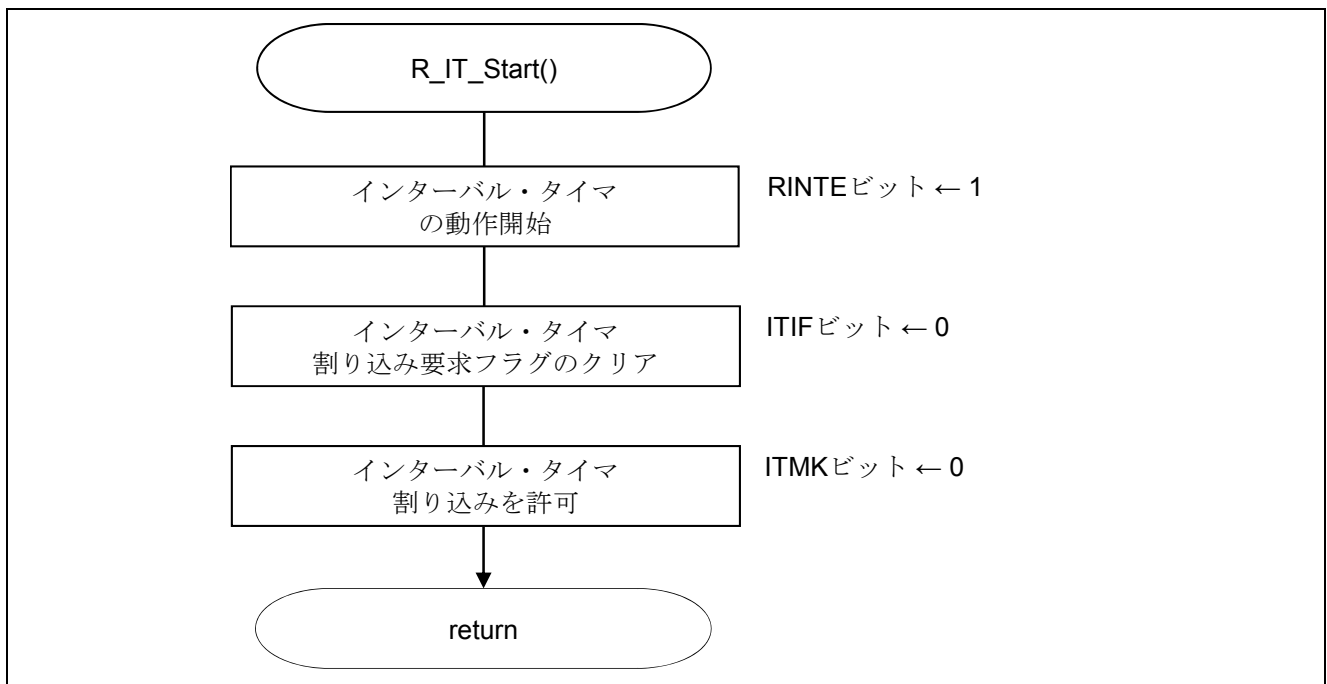 R_IT_Start()
インターバル・タイマ
の動作開始
RINTEビット ← 1
インターバル・タイマ
割り込み要求フラグのクリア
ITIFビット ← 0
インターバル・タイマ
割り込みを許可
ITMKビット ← 0
return